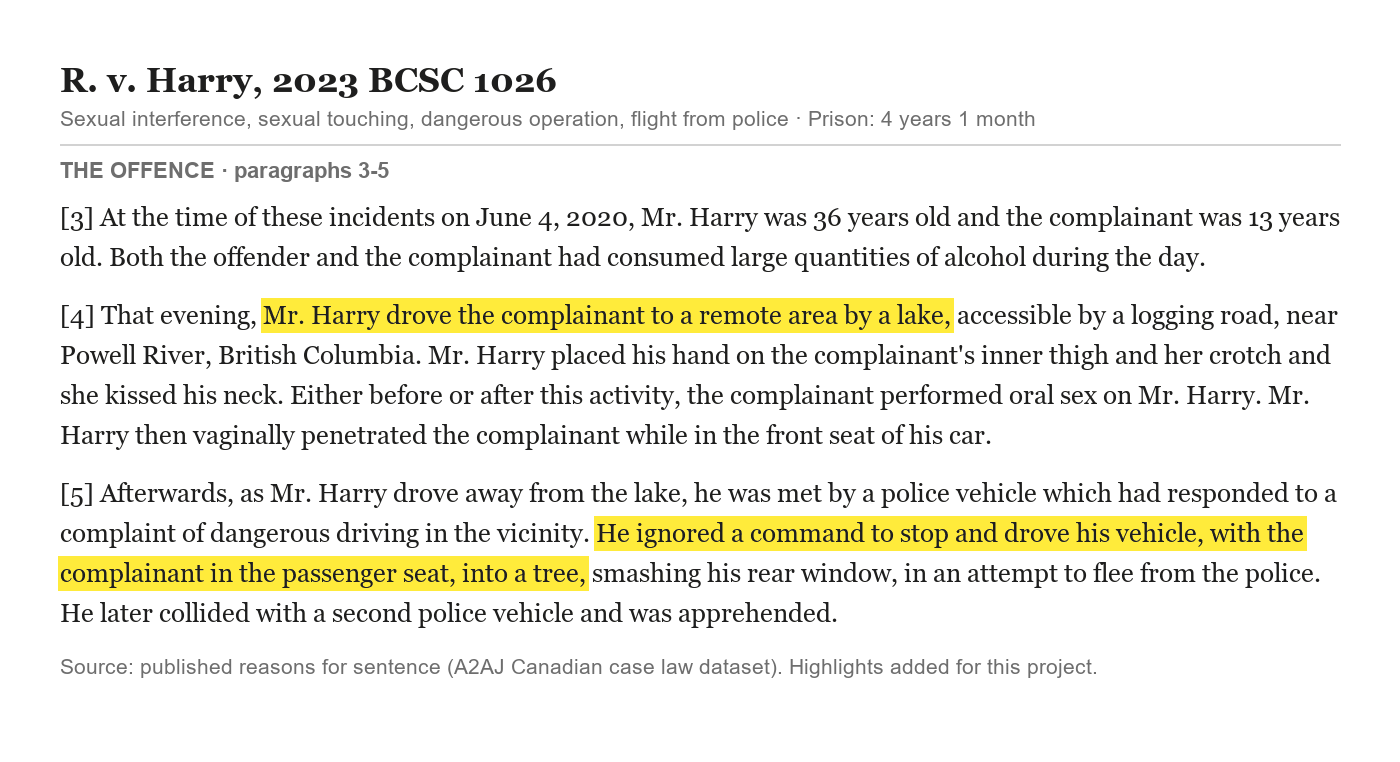 R. v. Harry, 2023 BCSC 1026
Sexual interference, sexual touching, dangerous operation, flight from police · Prison: 4 years 1 month
THE OFFENCE · paragraphs 3-5
[3] At the time of these incidents on June 4, 2020, Mr. Harry was 36 years old and the complainant was 13 years
old. Both the offender and the complainant had consumed large quantities of alcohol during the day.
[4] That evening, Mr. Harry drove the complainant to a remote area by a lake, accessible by a logging road, near
Powell River, British Columbia. Mr. Harry placed his hand on the complainant's inner thigh and her crotch and
she kissed his neck. Either before or after this activity, the complainant performed oral sex on Mr. Harry. Mr.
Harry then vaginally penetrated the complainant while in the front seat of his car.
[5] Afterwards, as Mr. Harry drove away from the lake, he was met by a police vehicle which had responded to a
complaint of dangerous driving in the vicinity. He ignored a command to stop and drove his vehicle, with the
complainant in the passenger seat, into a tree, smashing his rear window, in an attempt to flee from the police.
He later collided with a second police vehicle and was apprehended.
Source: published reasons for sentence (A2AJ Canadian case law dataset). Highlights added for this project.